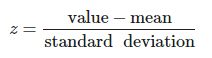 z = value − mean / standard deviation